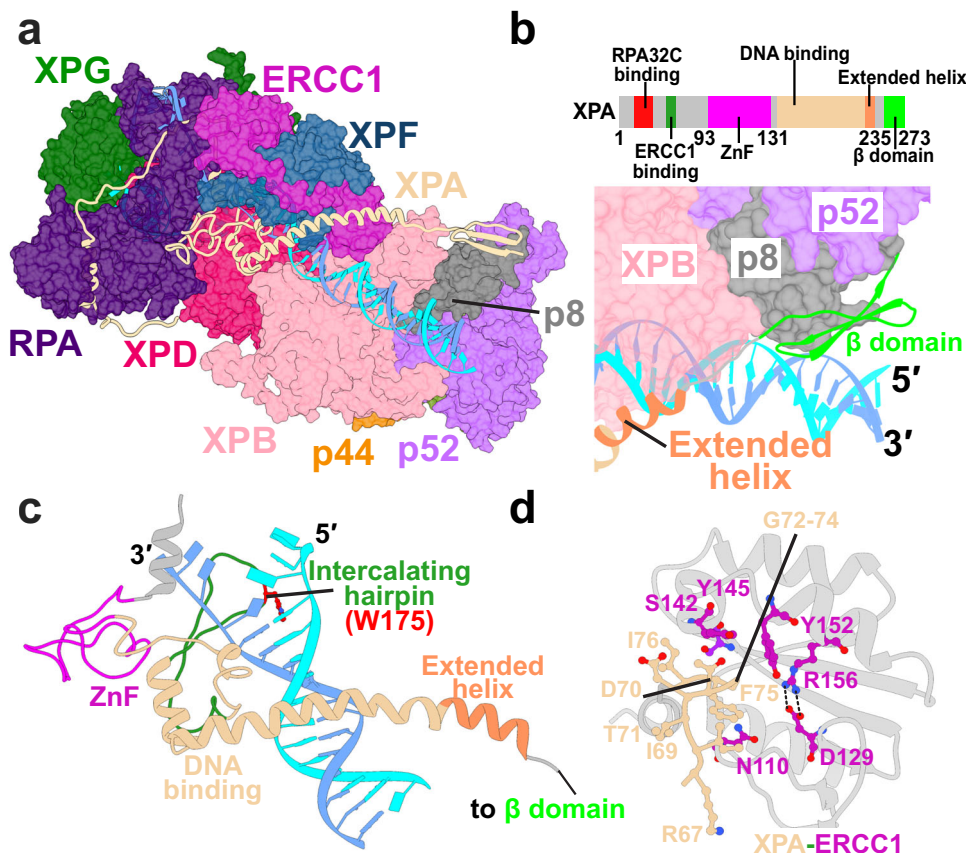 a
XPG
ERCC1
XPF
XPA
RPA
XPD
XPB
p44
p52
p8
b
RPA32C
binding
DNA binding
Extended helix
XPA
1
93
131
235
273
ERCC1
binding
ZnF
β domain
XPB
p8
p52
β domain
5′
3′
Extended
helix
c
3′
5′
Intercalating
hairpin
(W175)
ZnF
Extended
helix
DNA
binding
to β domain
d
G72-74
S142
Y145
Y152
I76
R156
D70
F75
T71
I69
N110
D129
R67
XPA-ERCC1